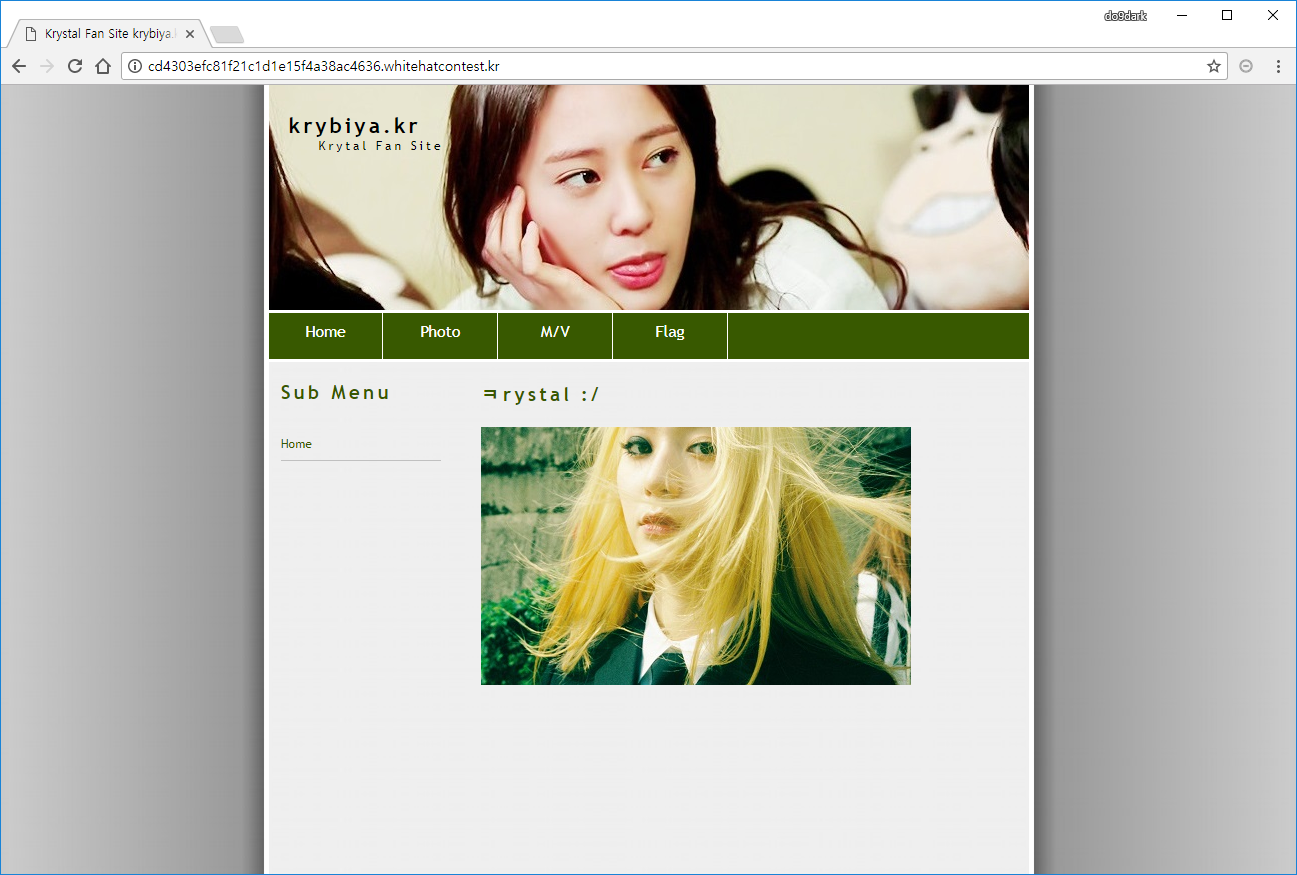 do9dark
Krystal Fan Site krybiya.
cd4303efc81f21c1d1e15f4a38ac4636.whitehatcontest.kr
krybiya.kr
Krytal Fan Site
Home
Photo
M/V
Flag
Sub Menu
ㅋrystal :/
Home